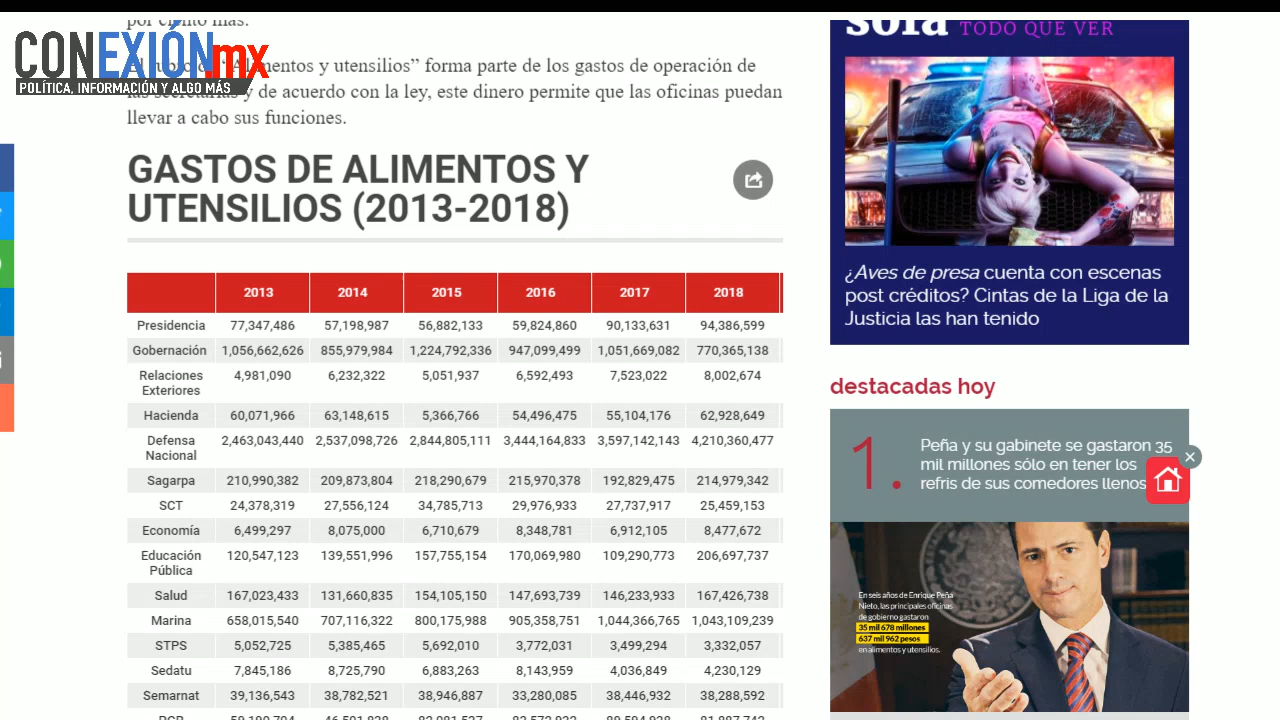 por ciento más.
CONEXIÓN.mx
POLÍTICA, INFORMACIÓN Y ALGO MÁS
"Alimentos y utensilios” forma parte de los gastos de operación de
y de acuerdo con la ley, este dinero permite que las oficinas puedan
llevar a cabo sus funciones.
GASTOS DE ALIMENTOS Y
UTENSILIOS (2013-2018)
2013 2014 2015 2016 2017 2018
Presidencia 77,347,486 57,198,987 56,882,133 59,824,860 90,133,631 94,386,599
Gobernación 1,056,662,626 855,979,984 1,224,792,336 947,099,499 1,051,669,082 770,365,138
Relaciones
Exteriores 4,981,090 6,232,322 5,051,937 6,592,493 7,523,022 8,002,674
Hacienda 60,071,966 63,148,615 5,366,766 54,496,475 55,104,176 62,928,649
Defensa
Nacional 2,463,043,440 2,537,098,726 2,844,805,111 3,444,164,833 3,597,142,143 4,210,360,477
Sagarpa 210,990,382 209,873,804 218,290,679 215,970,378 192,829,475 214,979,342
SCT 24,378,319 27,556,124 34,785,713 29,976,933 27,737,917 25,459,153
Economía 6,499,297 8,075,000 6,710,679 8,348,781 6,912,105 8,477,672
Educación
Pública 120,547,123 139,551,996 157,755,154 170,069,980 109,290,773 206,697,737
Salud 167,023,433 131,690,835 154,105,150 147,693,739 146,233,933 167,426,738
Marina 658,015,540 707,116,322 800,175,988 905,358,751 1,044,366,765 1,043,109,239
STPS 5,052,725 5,385,465 5,692,010 3,772,031 3,499,294 3,332,057
Sedatu 7,845,186 8,725,790 6,883,263 8,143,959 4,036,849 4,230,129
Semarnat 39,136,543 38,782,521 38,946,887 33,280,085 38,446,932 38,288,592
sofa TODO QUE VER
¿Aves de presa cuenta con escenas
post créditos? Cintas de la Liga de la
Justicia las han tenido
destacadas hoy
1.
Peña y su gabinete se gastaron 35
mil millones sólo en tener los
refris de sus comedores llenos
En seis años de Enrique Peña
Nieto, las principales oficinas
de gobierno gastaron
35 mil 678 millones
637 mil 962 pesos
en alimentos y utensilios.